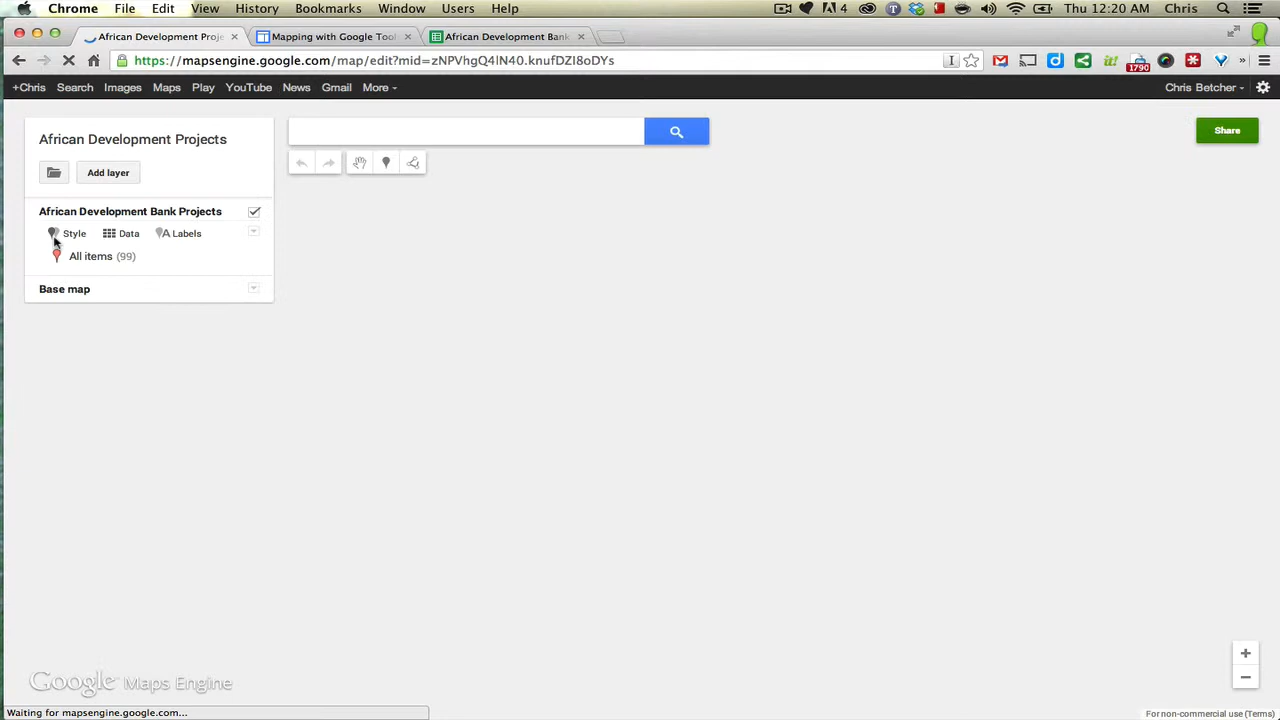 Chrome File Edit View History Bookmarks Window Users Help 4 Thu 12:20 AM Chris
African Development Proje Mapping with Google Tool African Development Bank
https://mapsengine.google.com/map/edit?mid=zNPVhgQ4lN40.knufDZI8oDYs it! 1790 »
+Chris Search Images Maps Play YouTube News Gmail More Chris Betcher
African Development Projects
Share
Add layer
African Development Bank Projects
Style Data A Labels
All items (99)
Base map
Google Maps Engine
+
−
Waiting for mapsengine.google.com...
For non-commercial use (Terms)